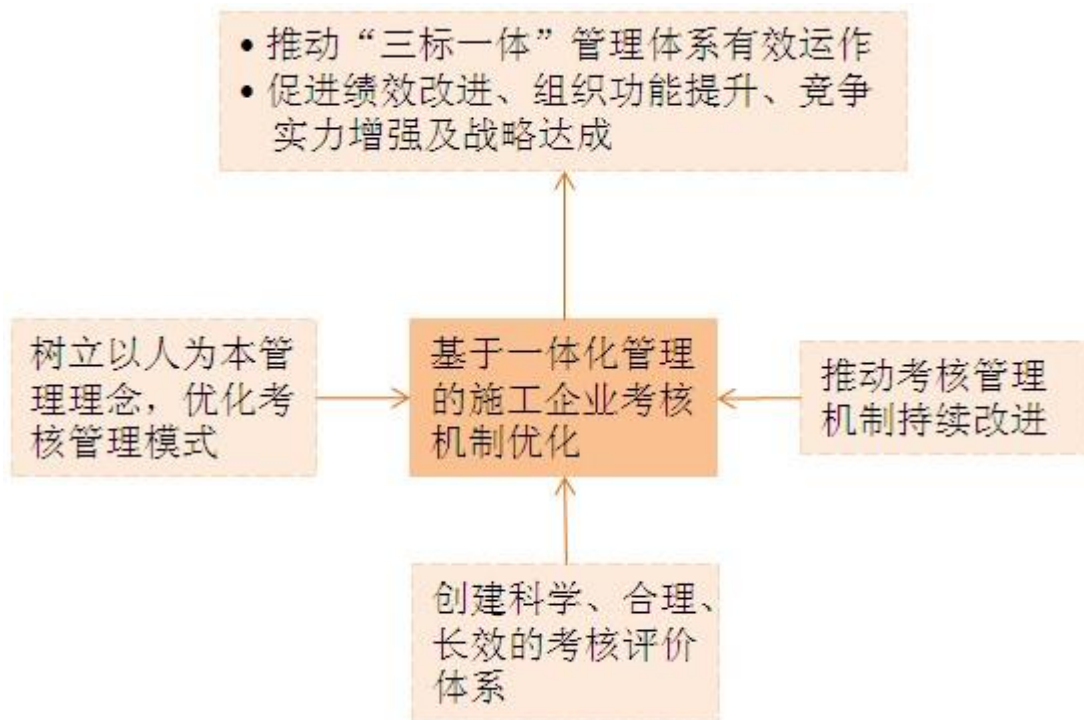 • 推动“三标一体”管理体系有效运作
• 促进绩效改进、组织功能提升、竞争
实力增强及战略达成
树立以人为本管
理理念，优化考
核管理模式
基于一体化管理
的施工企业考核
机制优化
推动考核管理
机制持续改进
创建科学、合理、
长效的考核评价
体系